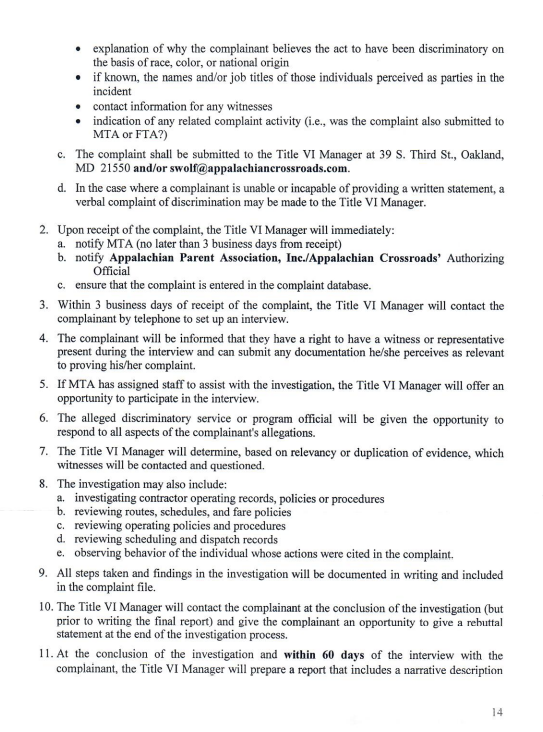 • explanation of why the complainant believes the act to have been discriminatory on
the basis of race, color, or national origin
• if known, the names and/or job titles of those individuals perceived as parties in the
incident
• contact information for any witnesses
• indication of any related complaint activity (i.e., was the complaint also submitted to
MTA or FTA?)
c. The complaint shall be submitted to the Title VI Manager at 39 S. Third St., Oakland,
MD 21550 and/or swolf@appalachiancrossroads.com.
d. In the case where a complainant is unable or incapable of providing a written statement, a
verbal complaint of discrimination may be made to the Title VI Manager.
2. Upon receipt of the complaint, the Title VI Manager will immediately:
a. notify MTA (no later than 3 business days from receipt)
b. notify Appalachian Parent Association, Inc./Appalachian Crossroads' Authorizing
Official
c. ensure that the complaint is entered in the complaint database.
3. Within 3 business days of receipt of the complaint, the Title VI Manager will contact the
complainant by telephone to set up an interview.
4. The complainant will be informed that they have a right to have a witness or representative
present during the interview and can submit any documentation he/she perceives as relevant
to proving his/her complaint.
5. If MTA has assigned staff to assist with the investigation, the Title VI Manager will offer an
opportunity to participate in the interview.
6. The alleged discriminatory service or program official will be given the opportunity to
respond to all aspects of the complainant's allegations.
7. The Title VI Manager will determine, based on relevancy or duplication of evidence, which
witnesses will be contacted and questioned.
8. The investigation may also include:
a. investigating contractor operating records, policies or procedures
b. reviewing routes, schedules, and fare policies
c. reviewing operating policies and procedures
d. reviewing scheduling and dispatch records
e. observing behavior of the individual whose actions were cited in the complaint.
9. All steps taken and findings in the investigation will be documented in writing and included
in the complaint file.
10. The Title VI Manager will contact the complainant at the conclusion of the investigation (but
prior to writing the final report) and give the complainant an opportunity to give a rebuttal
statement at the end of the investigation process.
11. At the conclusion of the investigation and within 60 days of the interview with the
complainant, the Title VI Manager will prepare a report that includes a narrative description
14